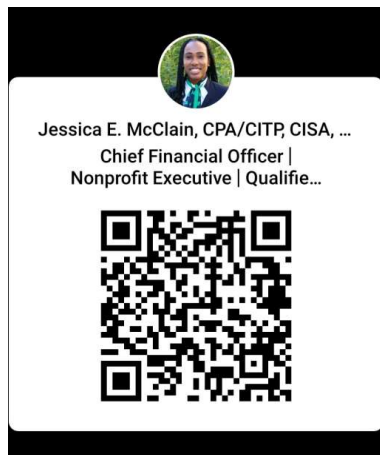 Jessica E. McClain, CPA/CITP, CISA, ...
Chief Financial Officer |
Nonprofit Executive | Qualifie...